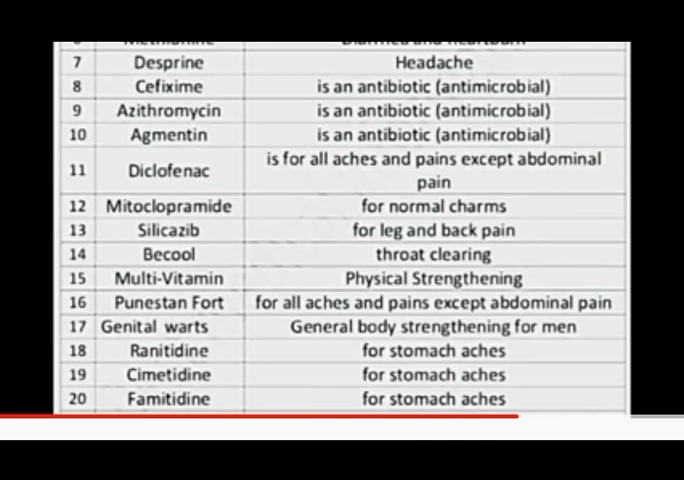 7 Desprine Headache
8 Cefixime is an antibiotic (antimicrobial)
9 Azithromycin is an antibiotic (antimicrobial)
10 Agmentin is an antibiotic (antimicrobial)
11 Diclofenac is for all aches and pains except abdominal
pain
12 Mitoclopramide for normal charms
13 Silicazib for leg and back pain
14 Becool throat clearing
15 Multi-Vitamin Physical Strengthening
16 Punestan Fort for all aches and pains except abdominal pain
17 Genital warts General body strengthening for men
18 Ranitidine for stomach aches
19 Cimetidine for stomach aches
20 Famitidine for stomach aches